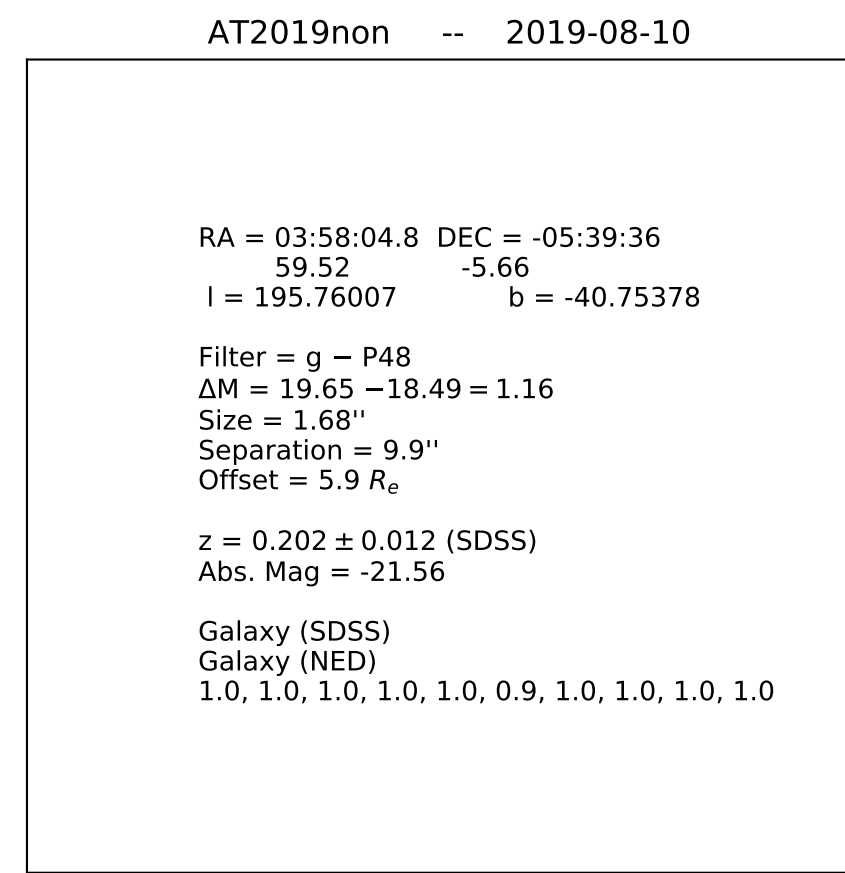 AT2019non -- 2019-08-10
RA = 03:58:04.8 DEC = -05:39:36
59.52 -5.66
l = 195.76007 b = -40.75378
Filter = g − P48
ΔM = 19.65 −18.49 = 1.16
Size = 1.68''
Separation = 9.9''
Offset = 5.9 Rₑ
z = 0.202 ± 0.012 (SDSS)
Abs. Mag = -21.56
Galaxy (SDSS)
Galaxy (NED)
1.0, 1.0, 1.0, 1.0, 1.0, 0.9, 1.0, 1.0, 1.0, 1.0